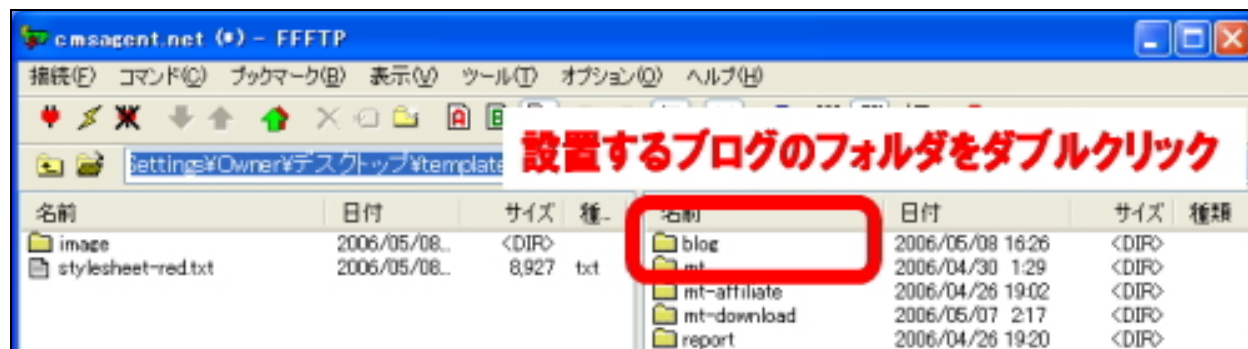 cmsagent.net (*) - FFFTP
接続(F) コマンド(C) ブックマーク(B) 表示(V) ツール(T) オプション(O) ヘルプ(H)
設置するブログのフォルダをダブルクリック
Settings¥Owner¥デスクトップ¥template
名前 日付 サイズ 種..
image 2006/05/08... <DIR>
stylesheet-red.txt 2006/05/08... 8,927 txt
名前 日付 サイズ 種類
blog 2006/05/08 16:26 <DIR>
mt 2006/04/30 1:29 <DIR>
mt-affiliate 2006/04/26 19:02 <DIR>
mt-download 2006/05/07 2:17 <DIR>
report 2006/04/26 19:20 <DIR>